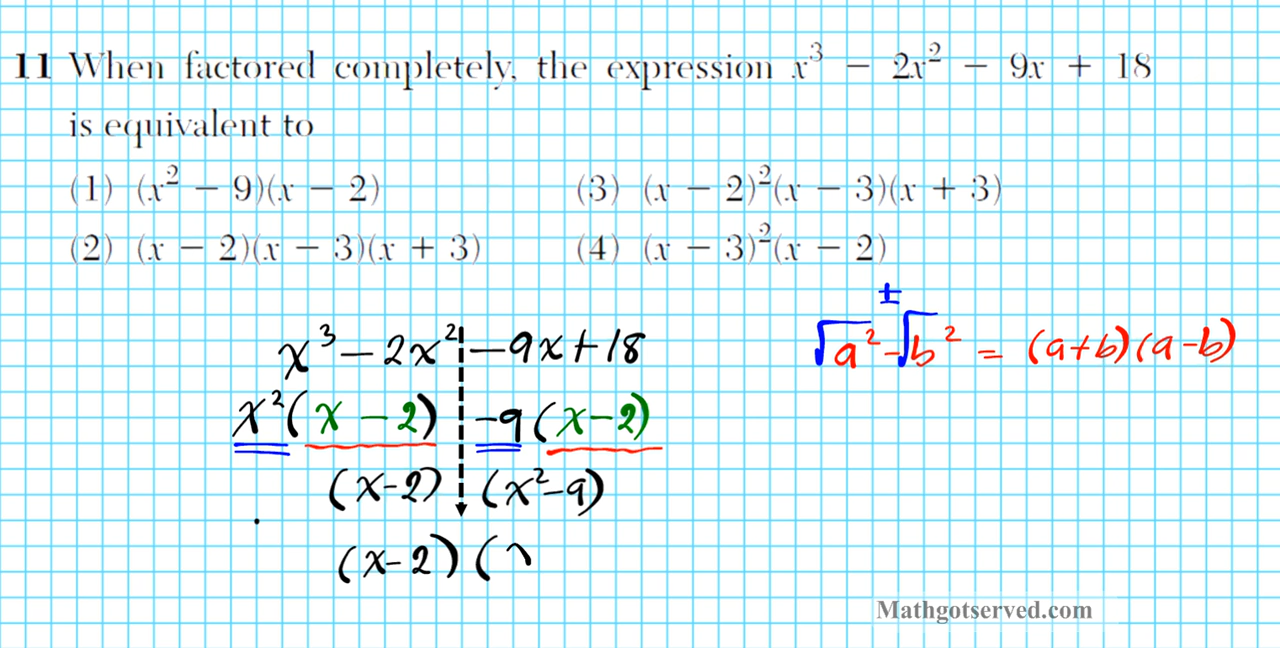 11 When factored completely, the expression x³ − 2x² − 9x + 18
is equivalent to
(1) (x² − 9)(x − 2)
(2) (x − 2)(x − 3)(x + 3)
(3) (x − 2)²(x − 3)(x + 3)
(4) (x − 3)²(x − 2)
±
√a² − √b² = (a+b)(a-b)
x³ − 2x² − 9x + 18
x²(x − 2) −9(x−2)
(x-2) (x²-9)
(x-2) (
Mathgotserved.com